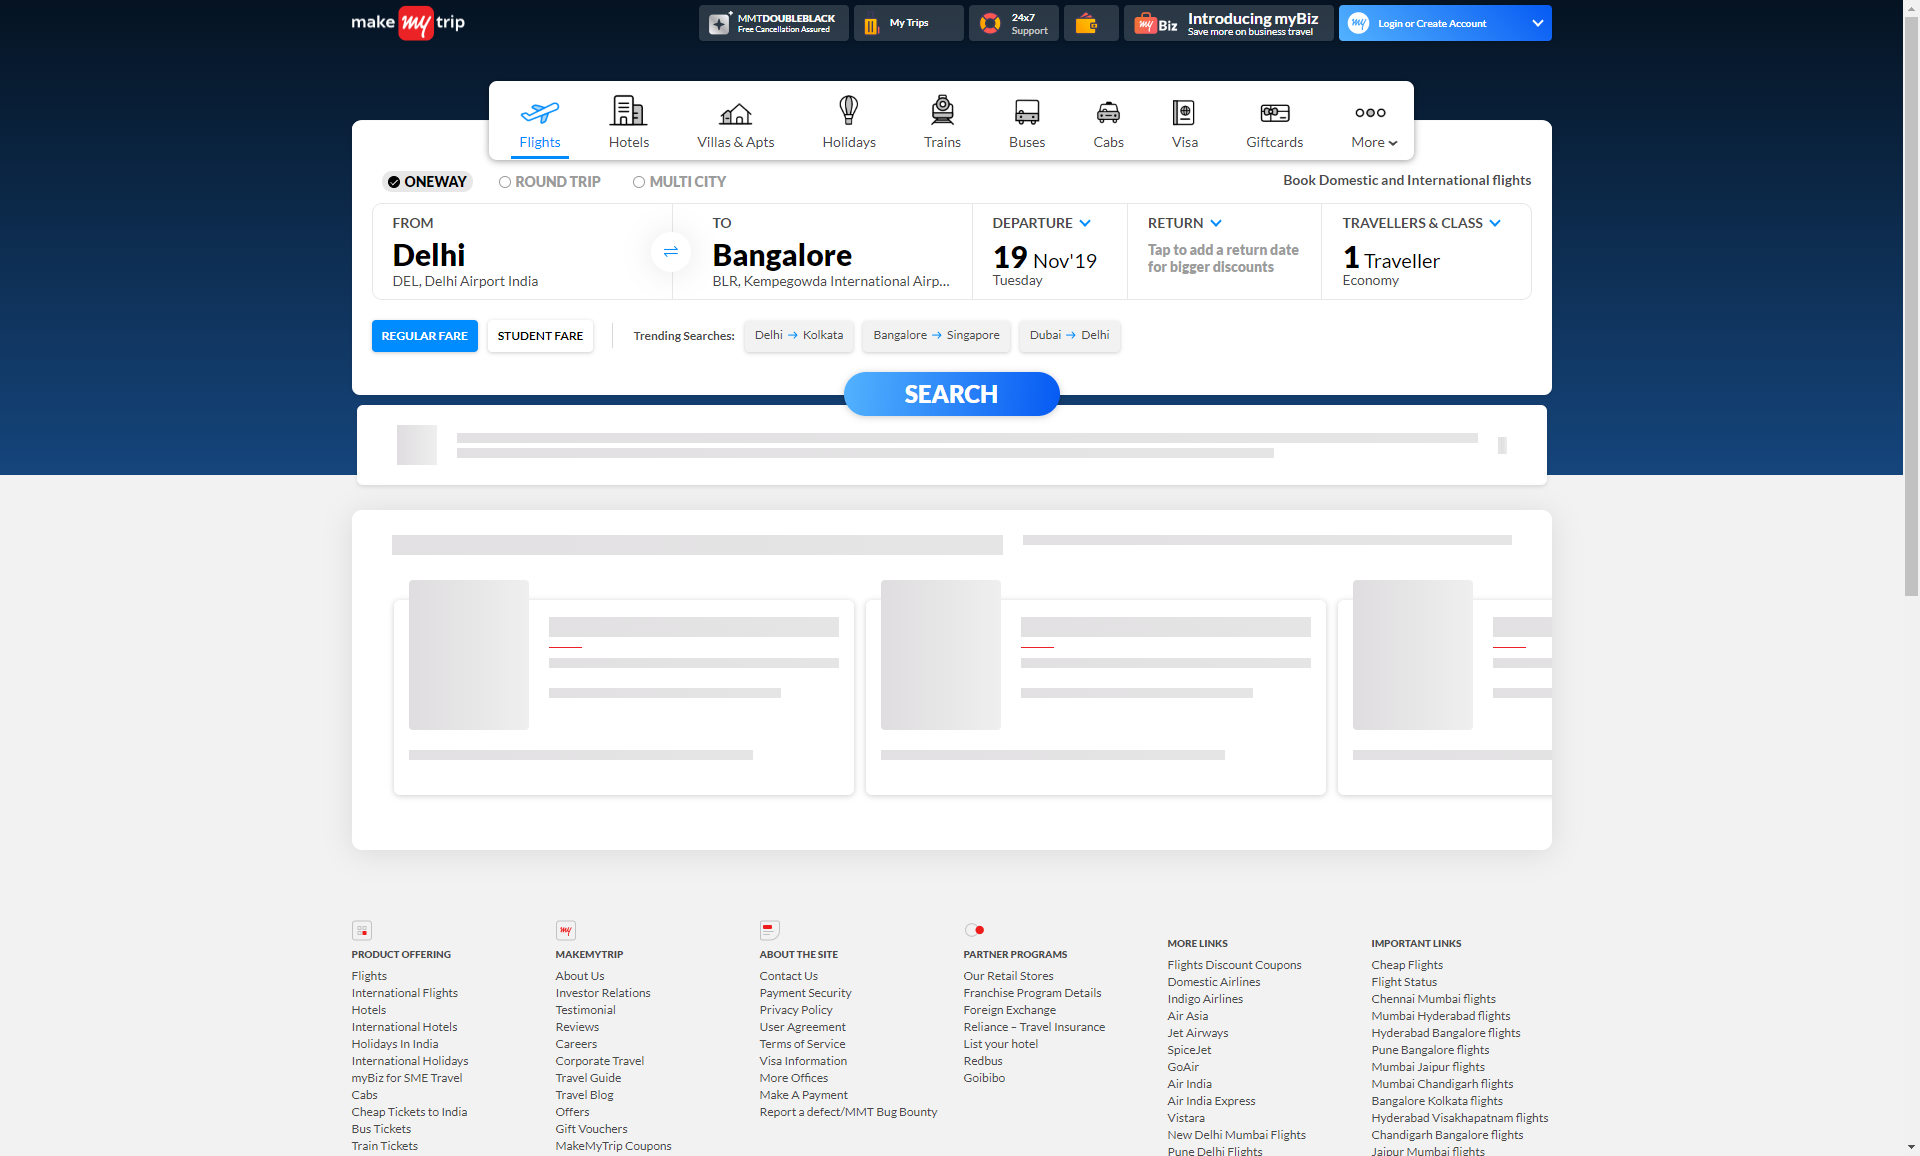 make my trip
MMTDOUBLEBLACK
Free Cancellation Assured
My Trips
24x7
Support
my Biz
Introducing myBiz
Save more on business travel
my
Login or Create Account
Flights
Hotels
Villas & Apts
Holidays
Trains
Buses
Cabs
Visa
Giftcards
More
ONEWAY
ROUND TRIP
MULTI CITY
Book Domestic and International flights
FROM
Delhi
DEL, Delhi Airport India
TO
Bangalore
BLR, Kempegowda International Airp...
DEPARTURE
19 Nov'19
Tuesday
RETURN
Tap to add a return date
for bigger discounts
TRAVELLERS & CLASS
1 Traveller
Economy
REGULAR FARE
STUDENT FARE
Trending Searches:
Delhi → Kolkata
Bangalore → Singapore
Dubai → Delhi
SEARCH
PRODUCT OFFERING
Flights
International Flights
Hotels
International Hotels
Holidays In India
International Holidays
myBiz for SME Travel
Cabs
Cheap Tickets to India
Bus Tickets
Train Tickets
my
MAKEMYTRIP
About Us
Investor Relations
Testimonial
Reviews
Careers
Corporate Travel
Travel Guide
Travel Blog
Offers
Gift Vouchers
MakeMyTrip Coupons
ABOUT THE SITE
Contact Us
Payment Security
Privacy Policy
User Agreement
Terms of Service
Visa Information
More Offices
Make A Payment
Report a defect/MMT Bug Bounty
PARTNER PROGRAMS
Our Retail Stores
Franchise Program Details
Foreign Exchange
Reliance – Travel Insurance
List your hotel
Redbus
Goibibo
MORE LINKS
Flights Discount Coupons
Domestic Airlines
Indigo Airlines
Air Asia
Jet Airways
SpiceJet
GoAir
Air India
Air India Express
Vistara
New Delhi Mumbai Flights
Pune Delhi Flights
IMPORTANT LINKS
Cheap Flights
Flight Status
Chennai Mumbai flights
Mumbai Hyderabad flights
Hyderabad Bangalore flights
Pune Bangalore flights
Mumbai Jaipur flights
Mumbai Chandigarh flights
Bangalore Kolkata flights
Hyderabad Visakhapatnam flights
Chandigarh Bangalore flights
Jaipur Mumbai flights